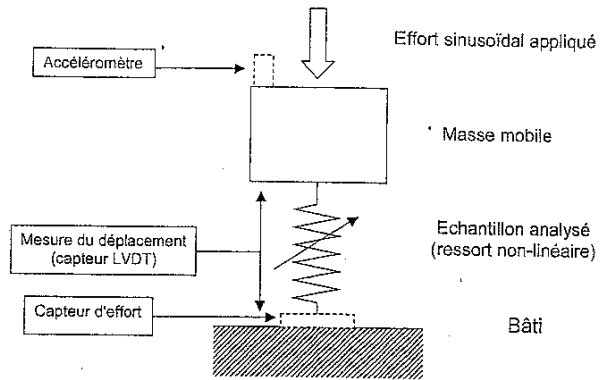 Effort sinusoïdal appliqué
Accéléromètre
Masse mobile
Mesure du déplacement
(capteur LVDT)
Echantillon analysé
(ressort non-linéaire)
Capteur d'effort
Bâti